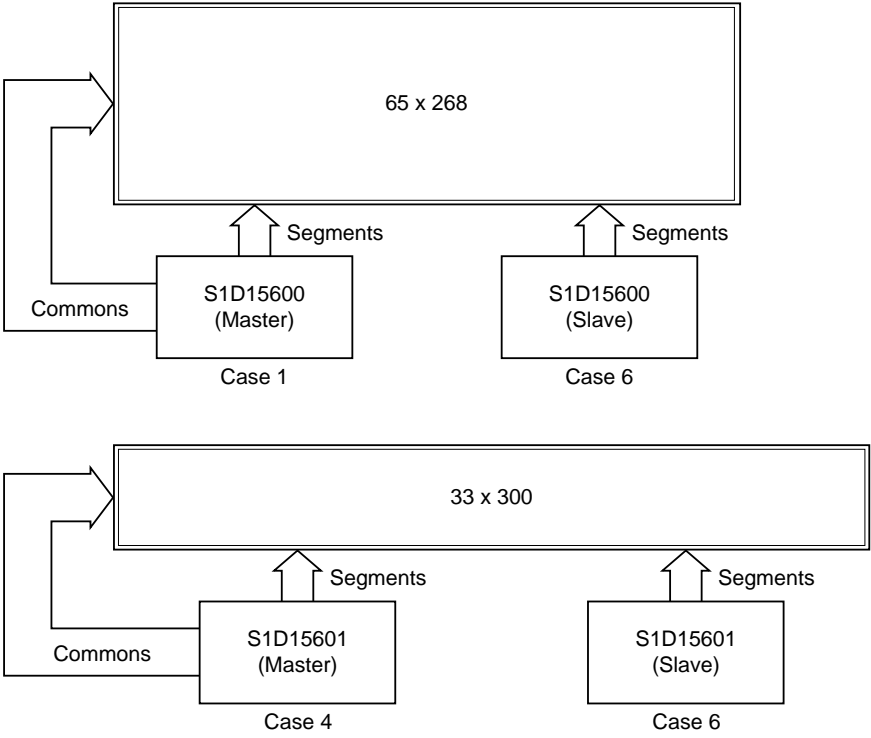 65 x 268
Segments
Segments
Commons
S1D15600
(Master)
S1D15600
(Slave)
Case 1
Case 6
33 x 300
Segments
Segments
Commons
S1D15601
(Master)
S1D15601
(Slave)
Case 4
Case 6